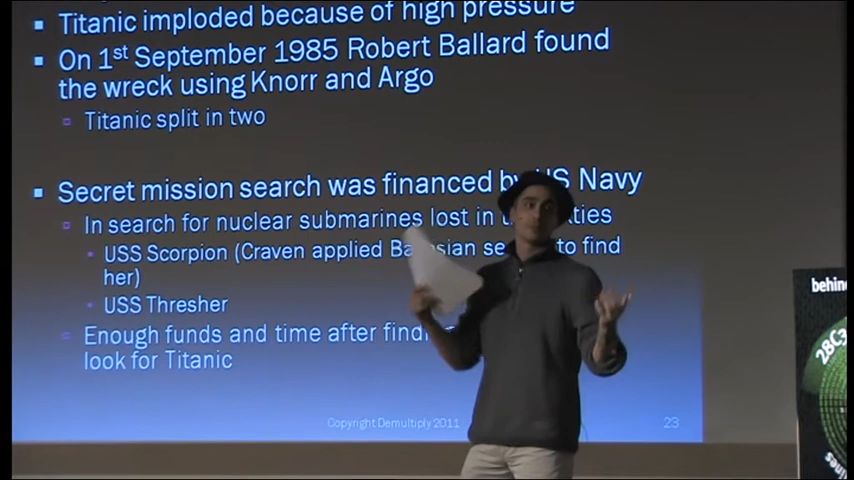 Titanic imploded because of high pressure
On 1st September 1985 Robert Ballard found
the wreck using Knorr and Argo
Titanic split in two
Secret mission search was financed by US Navy
In search for nuclear submarines lost in
USS Scorpion (Craven applied Bayesian to find
her)
USS Thresher
Enough funds and time after
look for Titanic
Copyright Demultiply 2011
23
behin
28C3